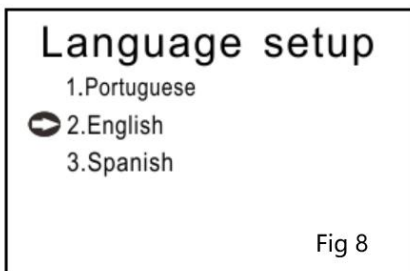 Language setup
1.Portuguese
2.English
3.Spanish
Fig 8